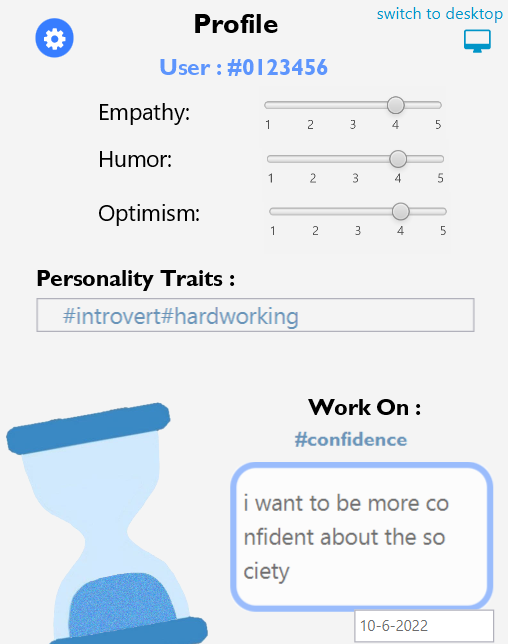 switch to desktop
Profile
User : #0123456
Empathy:
1 2 3 4 5
Humor:
1 2 3 4 5
Optimism:
1 2 3 4 5
Personality Traits :
#introvert#hardworking
Work On :
#confidence
i want to be more co
nfident about the so
ciety
10-6-2022